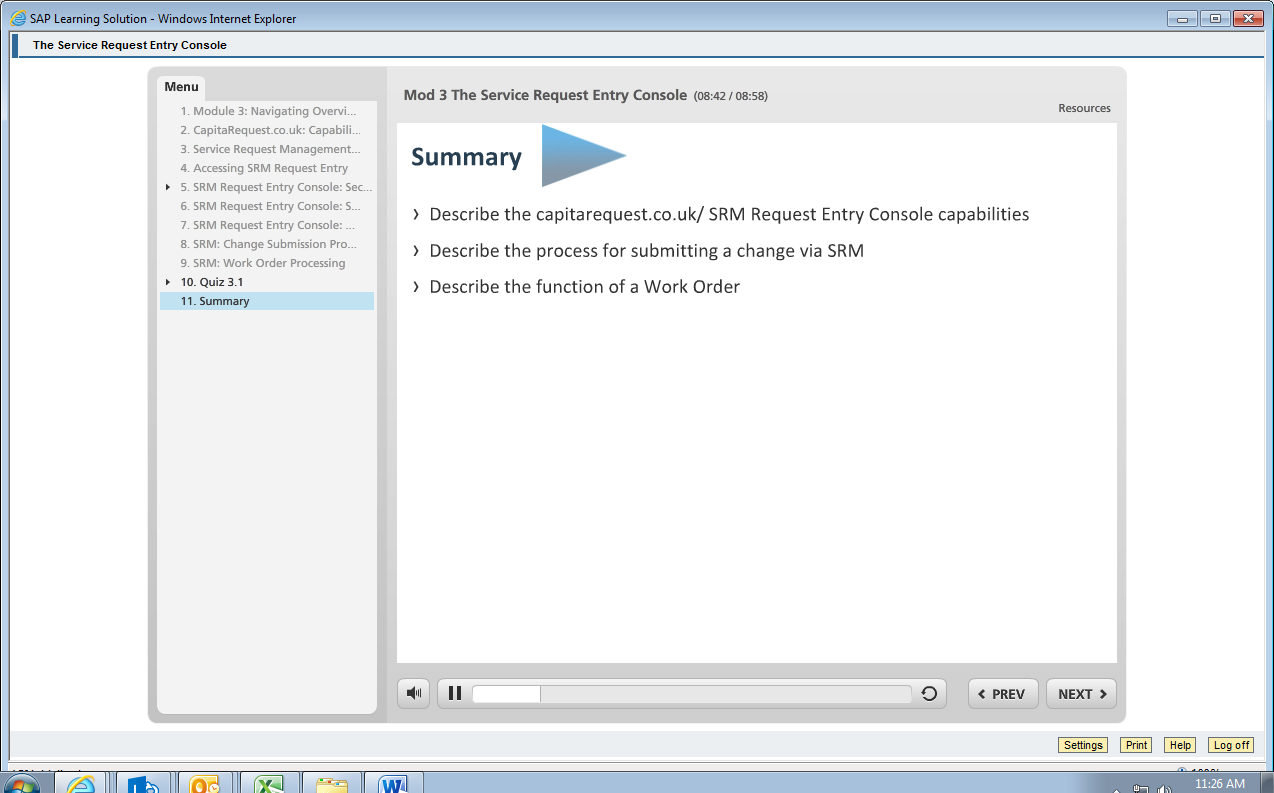 SAP Learning Solution - Windows Internet Explorer
The Service Request Entry Console
Menu
1. Module 3: Navigating Overvi...
2. CapitaRequest.co.uk: Capabili...
3. Service Request Management...
4. Accessing SRM Request Entry
5. SRM Request Entry Console: Sec...
6. SRM Request Entry Console: S...
7. SRM Request Entry Console: ...
8. SRM: Change Submission Pro...
9. SRM: Work Order Processing
10. Quiz 3.1
11. Summary
Mod 3 The Service Request Entry Console (08:42 / 08:58)
Resources
Summary
› Describe the capitarequest.co.uk/ SRM Request Entry Console capabilities
› Describe the process for submitting a change via SRM
› Describe the function of a Work Order
PREV
NEXT
Settings Print Help Log off
11:26 AM